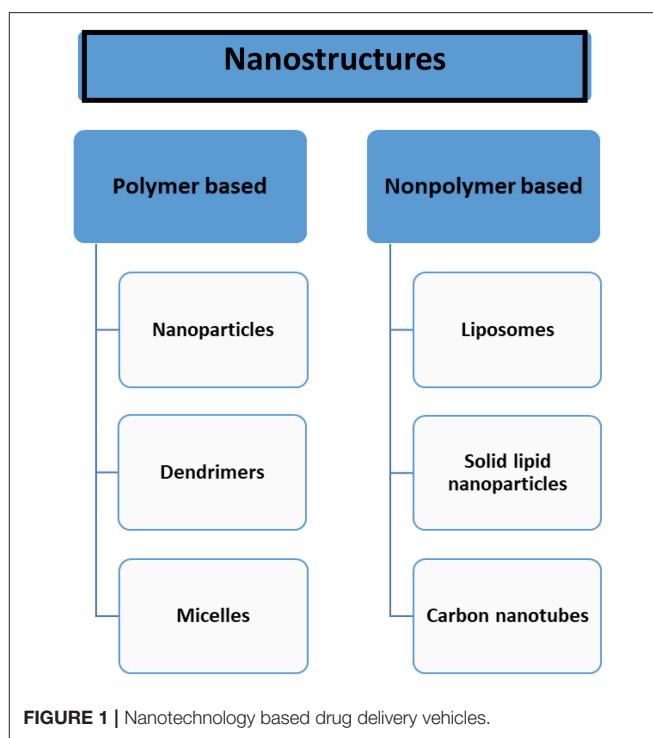 Nanostructures
Polymer based
Nanoparticles
Dendrimers
Micelles
Nonpolymer based
Liposomes
Solid lipid
nanoparticles
Carbon nanotubes
FIGURE 1 | Nanotechnology based drug delivery vehicles.